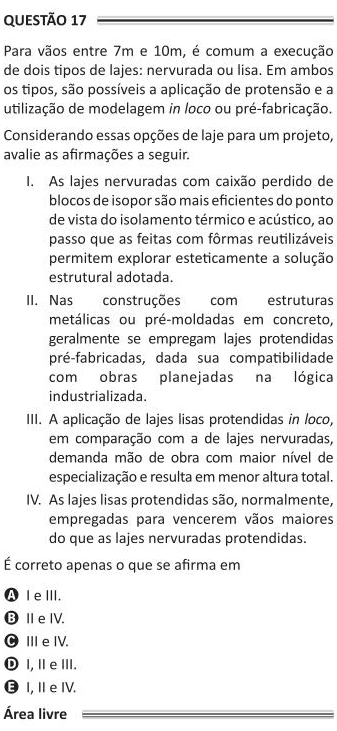 QUESTÃO 17
Para vãos entre 7m e 10m, é comum a execução
de dois tipos de lajes: nervurada ou lisa. Em ambos
os tipos, são possíveis a aplicação de protensão e a
utilização de modelagem in loco ou pré-fabricação.
Considerando essas opções de laje para um projeto,
avalie as afirmações a seguir.
I. As lajes nervuradas com caixão perdido de
blocos de isopor são mais eficientes do ponto
de vista do isolamento térmico e acústico, ao
passo que as feitas com fôrmas reutilizáveis
permitem explorar esteticamente a solução
estrutural adotada.
II. Nas construções com estruturas
metálicas ou pré-moldadas em concreto,
geralmente se empregam lajes protendidas
pré-fabricadas, dada sua compatibilidade
com obras planejadas na lógica
industrializada.
III. A aplicação de lajes lisas protendidas in loco,
em comparação com a de lajes nervuradas,
demanda mão de obra com maior nível de
especialização e resulta em menor altura total.
IV. As lajes lisas protendidas são, normalmente,
empregadas para vencerem vãos maiores
do que as lajes nervuradas protendidas.
É correto apenas o que se afirma em
A I e III.
B II e IV.
C III e IV.
D I, II e III.
E I, II e IV.
Área livre